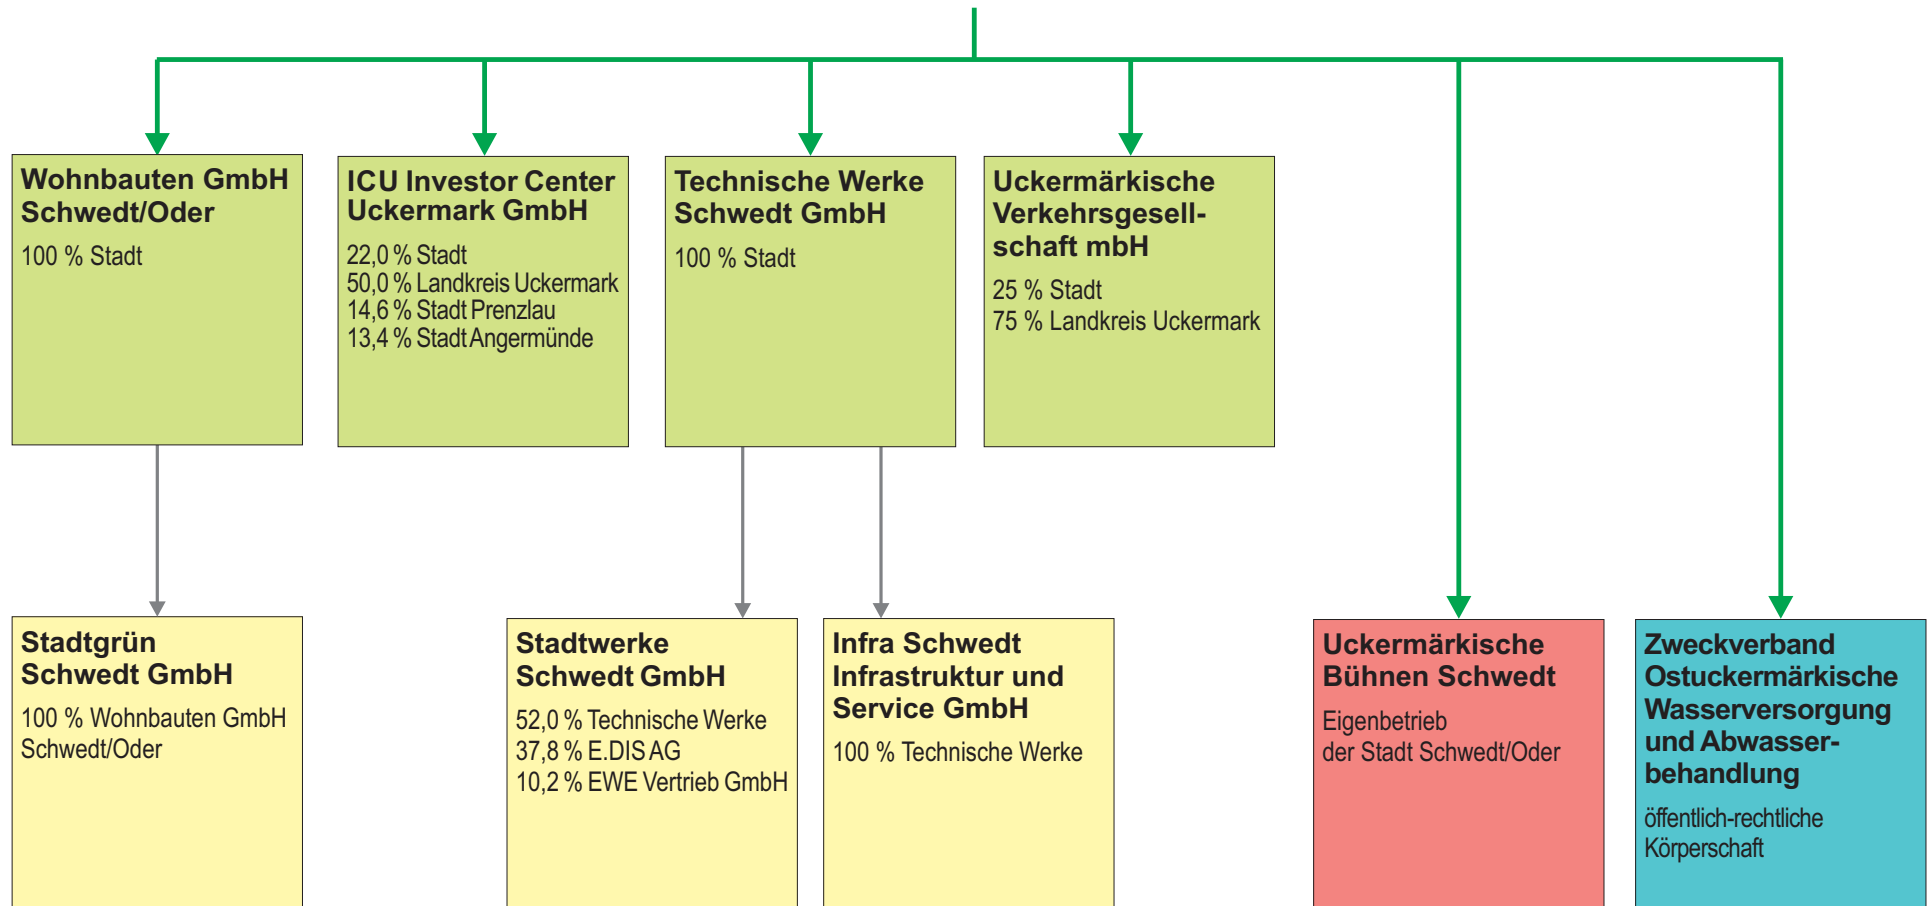 Wohnbauten GmbH
Schwedt/Oder
100 % Stadt
ICU Investor Center
Uckermark GmbH
22,0 % Stadt
50,0 % Landkreis Uckermark
14,6 % Stadt Prenzlau
13,4 % Stadt Angermünde
Technische Werke
Schwedt GmbH
100 % Stadt
Uckermärkische
Verkehrsgesell-
schaft mbH
25 % Stadt
75 % Landkreis Uckermark
Stadtgrün
Schwedt GmbH
100 % Wohnbauten GmbH
Schwedt/Oder
Stadtwerke
Schwedt GmbH
52,0 % Technische Werke
37,8 % E.DIS AG
10,2 % EWE Vertrieb GmbH
Infra Schwedt
Infrastruktur und
Service GmbH
100 % Technische Werke
Uckermärkische
Bühnen Schwedt
Eigenbetrieb
der Stadt Schwedt/Oder
Zweckverband
Ostuckermärkische
Wasserversorgung
und Abwasser-
behandlung
öffentlich-rechtliche
Körperschaft